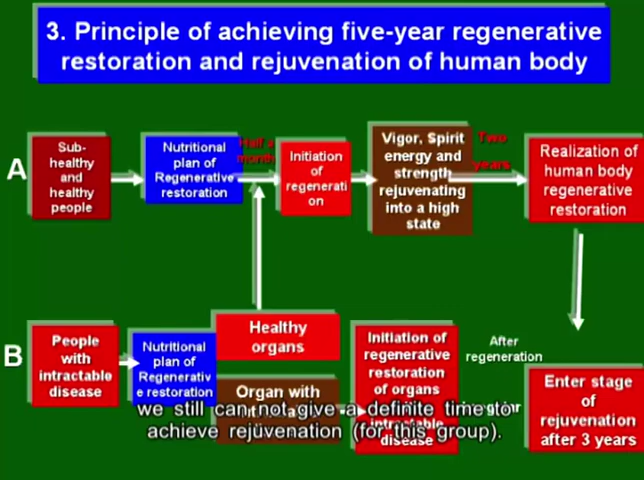 3. Principle of achieving five-year regenerative
restoration and rejuvenation of human body
A
Sub-
healthy
and
healthy
people
Nutritional
plan of
Regenerative
restoration
Half a
month
Initiation
of
regenerati
on
Vigor, Spirit
energy and
strength
rejuvenating
into a high
state
Two
years
Realization of
human body
regenerative
restoration
B
People
with
intractable
disease
Nutritional
plan of
Regenerativ
e restoration
Healthy
organs
Organ with
Initiation of
regenerative
restoration
of organs
intractable
disease
After
regeneration
Enter stage
of
rejuvenation
after 3 years
we still can not give a definite time to
achieve rejuvenation (for this group).